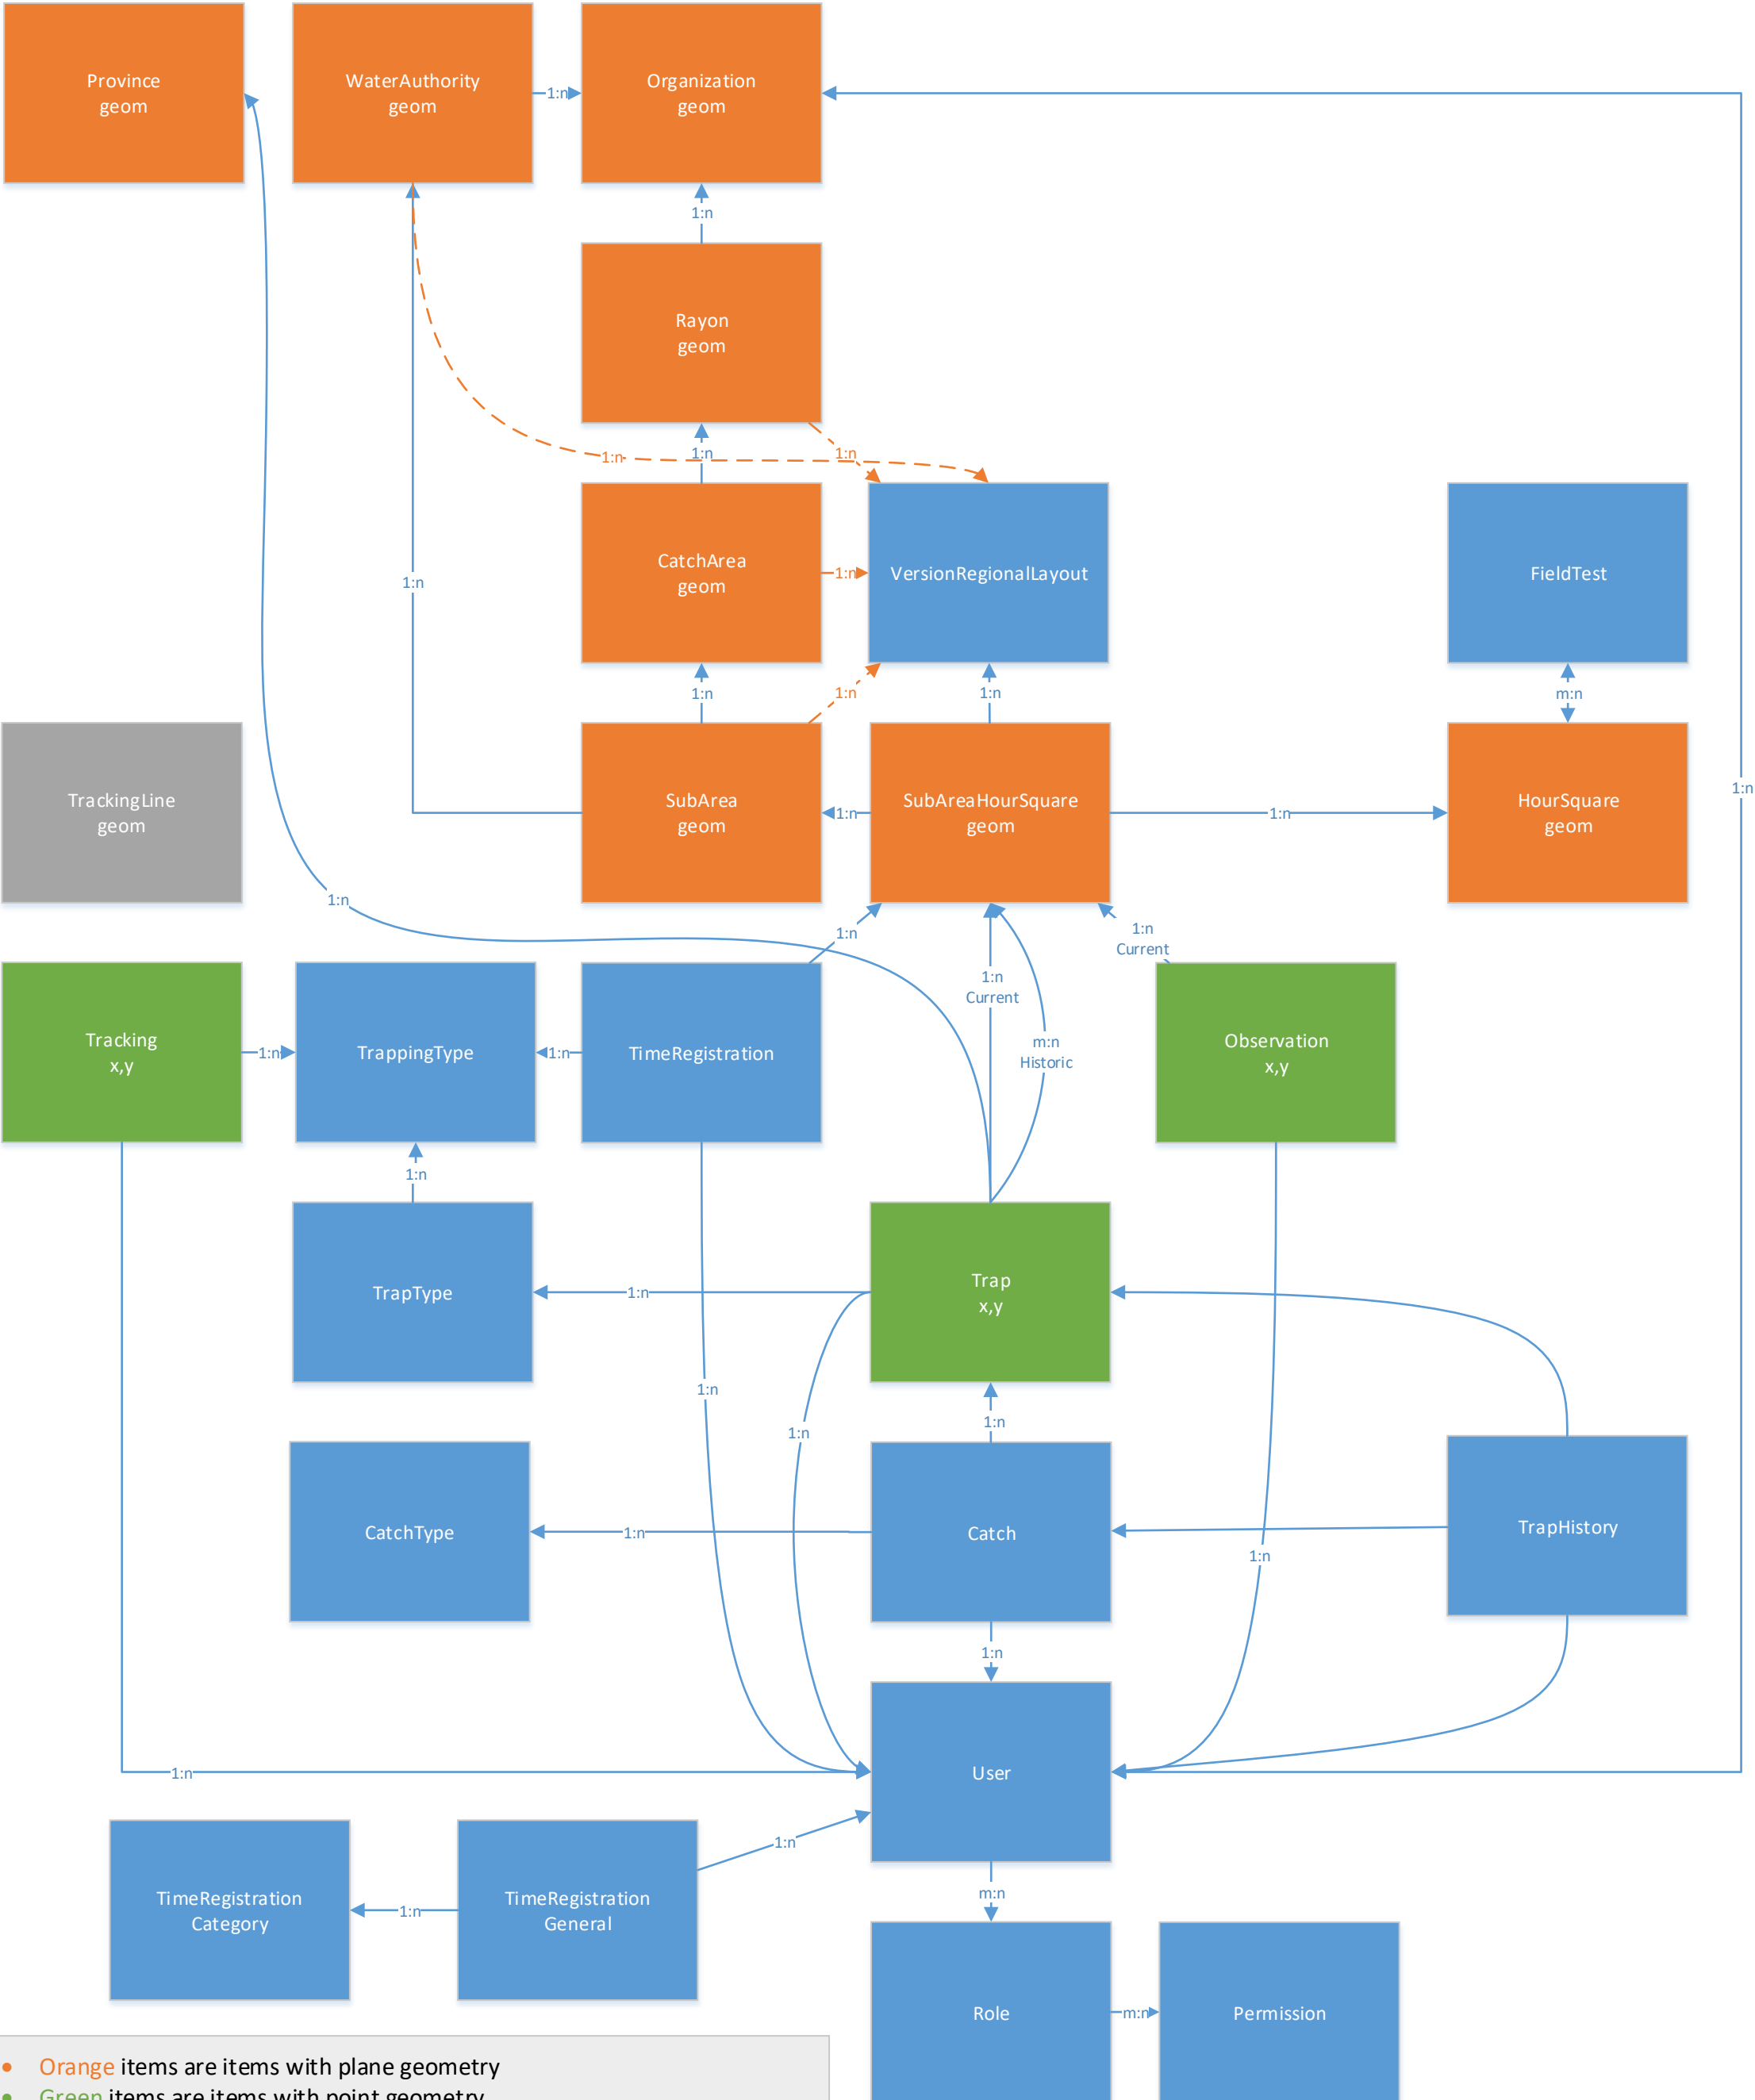 Province
geom
WaterAuthority
geom
1:n
Organization
geom
1:n
Rayon
geom
1:n
1:n
1:n
CatchArea
geom
1:n
VersionRegionalLayout
FieldTest
1:n
1:n
1:n
1:n
m:n
1:n
TrackingLine
geom
SubArea
geom
1:n
SubAreaHourSquare
geom
1:n
HourSquare
geom
1:n
1:n
1:n
Current
1:n
Current
Tracking
x,y
1:n
TrappingType
1:n
TimeRegistration
m:n
Historic
Observation
x,y
1:n
TrapType
1:n
Trap
x,y
1:n
1:n
1:n
CatchType
1:n
Catch
TrapHistory
1:n
1:n
1:n
User
1:n
TimeRegistration
Category
1:n
TimeRegistration
General
m:n
Role
m:n
Permission
• Orange items are items with plane geometry
• Green items are items with point geometry